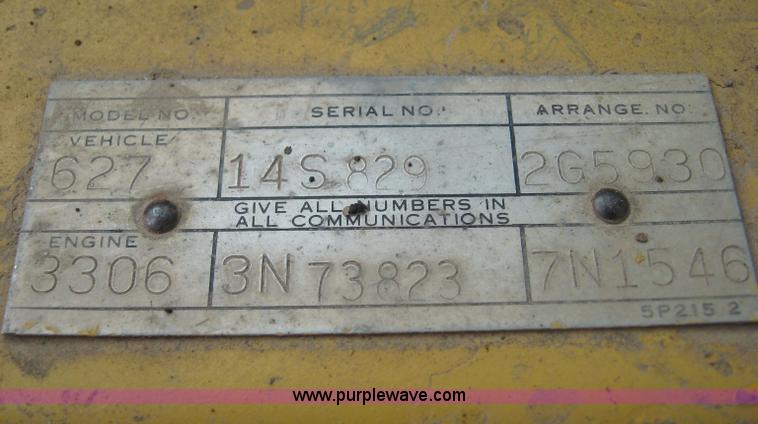 MODEL NO. SERIAL NO. ARRANGE. NO.
VEHICLE
627 14S829 2G5930
GIVE ALL NUMBERS IN
ALL COMMUNICATIONS
ENGINE
3306 3N73823 7N1546
5P215 2
www.purplewave.com